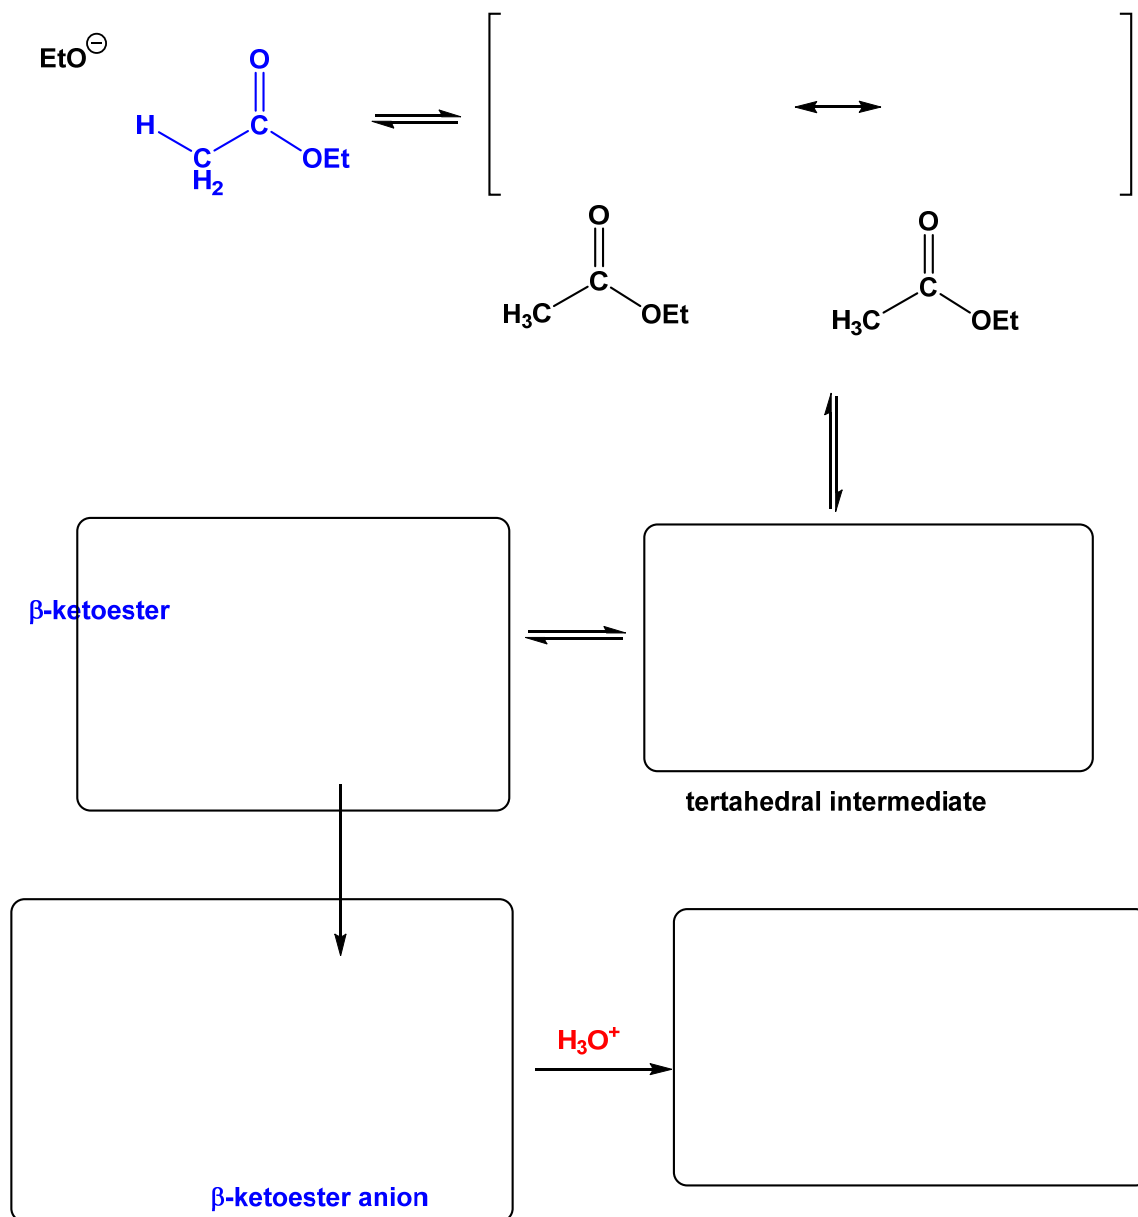 EtO⊖
O
H C
C OEt
H2
O
C
H3C OEt
O
C
H3C OEt
β-ketoester
tertahedral intermediate
H3O+
β-ketoester anion